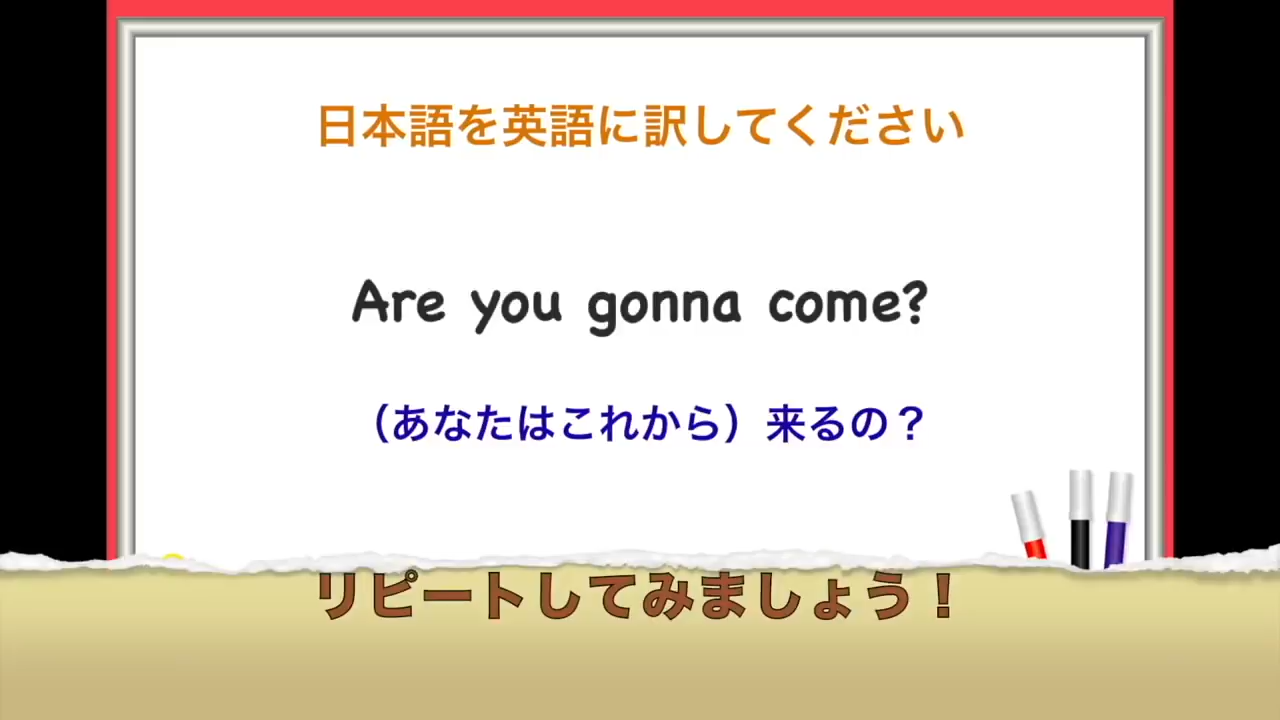 日本語を英語に訳してください
Are you gonna come?
（あなたはこれから）来るの？
リピートしてみましょう！